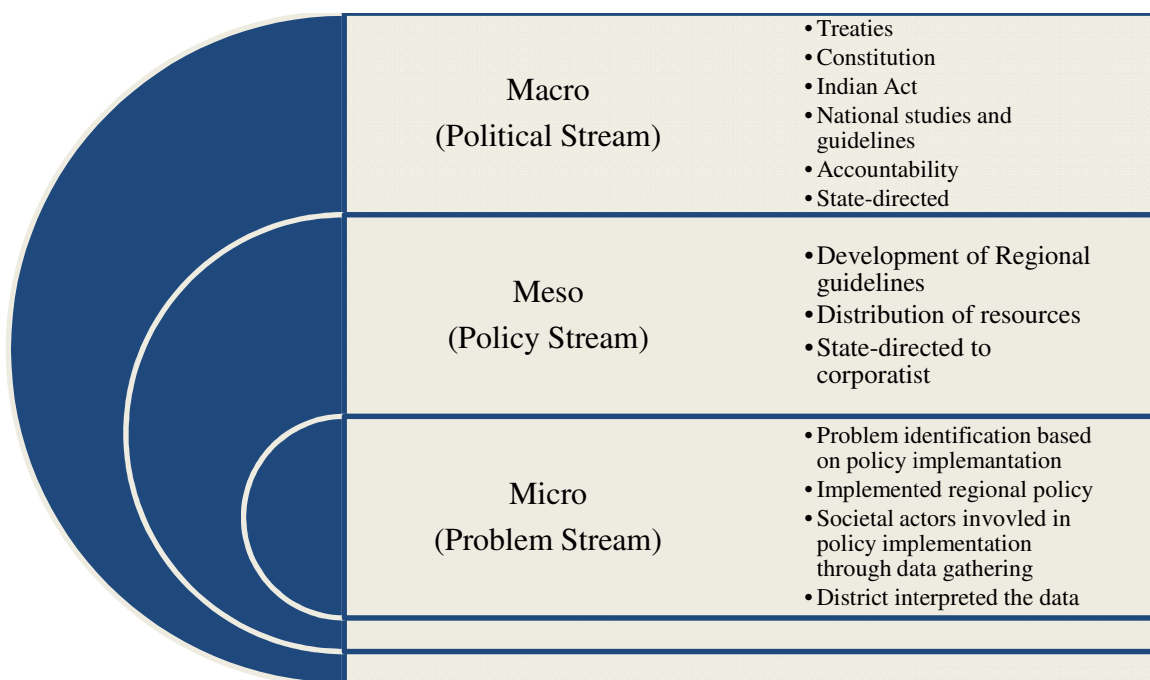 Macro
(Political Stream)
• Treaties
• Constitution
• Indian Act
• National studies and
guidelines
• Accountability
• State-directed
Meso
(Policy Stream)
• Development of Regional
guidelines
• Distribution of resources
• State-directed to
corporatist
Micro
(Problem Stream)
• Problem identification based
on policy implemantation
• Implemented regional policy
• Societal actors invovled in
policy implementation
through data gathering
• District interpreted the data